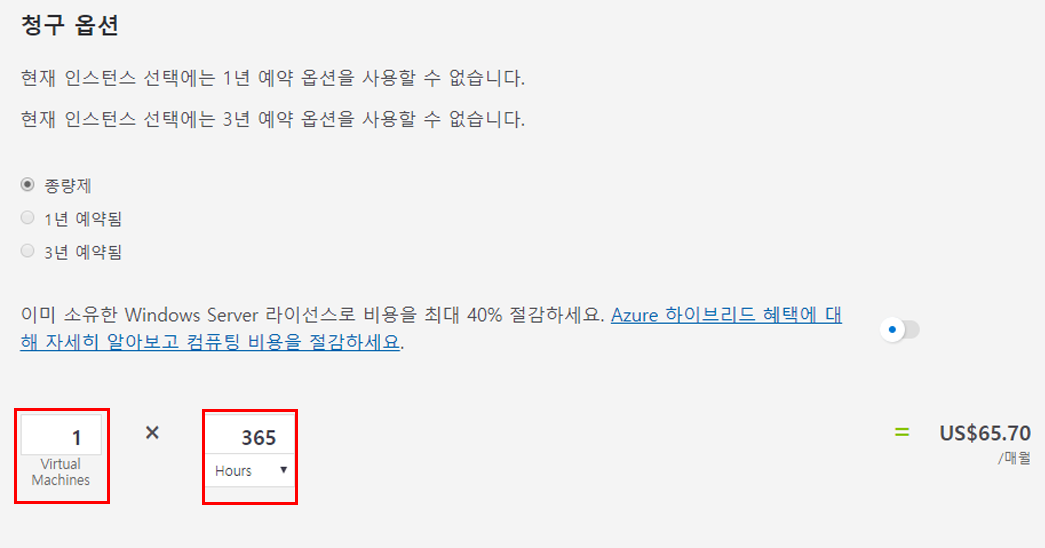 청구 옵션
현재 인스턴스 선택에는 1년 예약 옵션을 사용할 수 없습니다.
현재 인스턴스 선택에는 3년 예약 옵션을 사용할 수 없습니다.
종량제
1년 예약됨
3년 예약됨
이미 소유한 Windows Server 라이선스로 비용을 최대 40% 절감하세요. Azure 하이브리드 혜택에 대
해 자세히 알아보고 컴퓨팅 비용을 절감하세요.
1 × 365 = US$65.70
Virtual
Machines
Hours
/매월